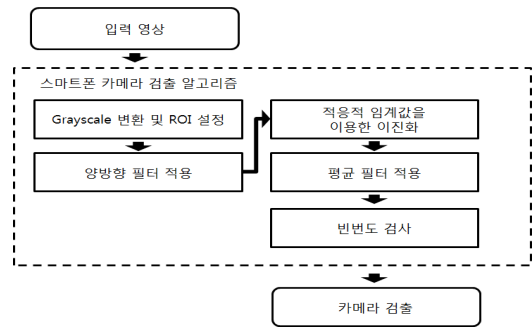 입력 영상
스마트폰 카메라 검출 알고리즘
Grayscale 변환 및 ROI 설정
양방향 필터 적용
적응적 임계값을
이용한 이진화
평균 필터 적용
빈번도 검사
카메라 검출